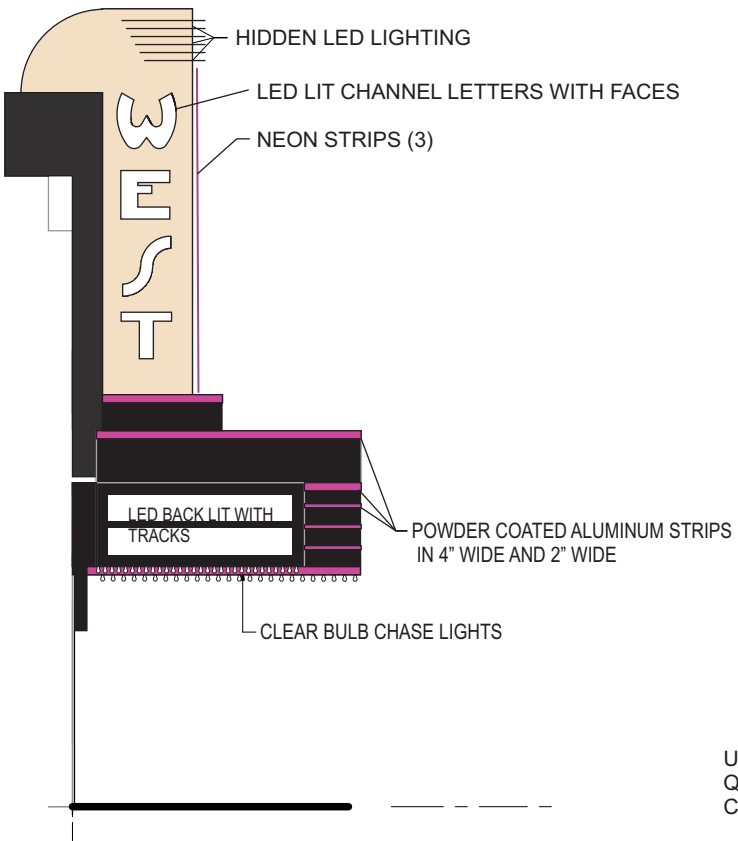 HIDDEN LED LIGHTING
LED LIT CHANNEL LETTERS WITH FACES
NEON STRIPS (3)
W
E
S
T
LED BACK LIT WITH
TRACKS
POWDER COATED ALUMINUM STRIPS
IN 4” WIDE AND 2” WIDE
CLEAR BULB CHASE LIGHTS
U
Q
C